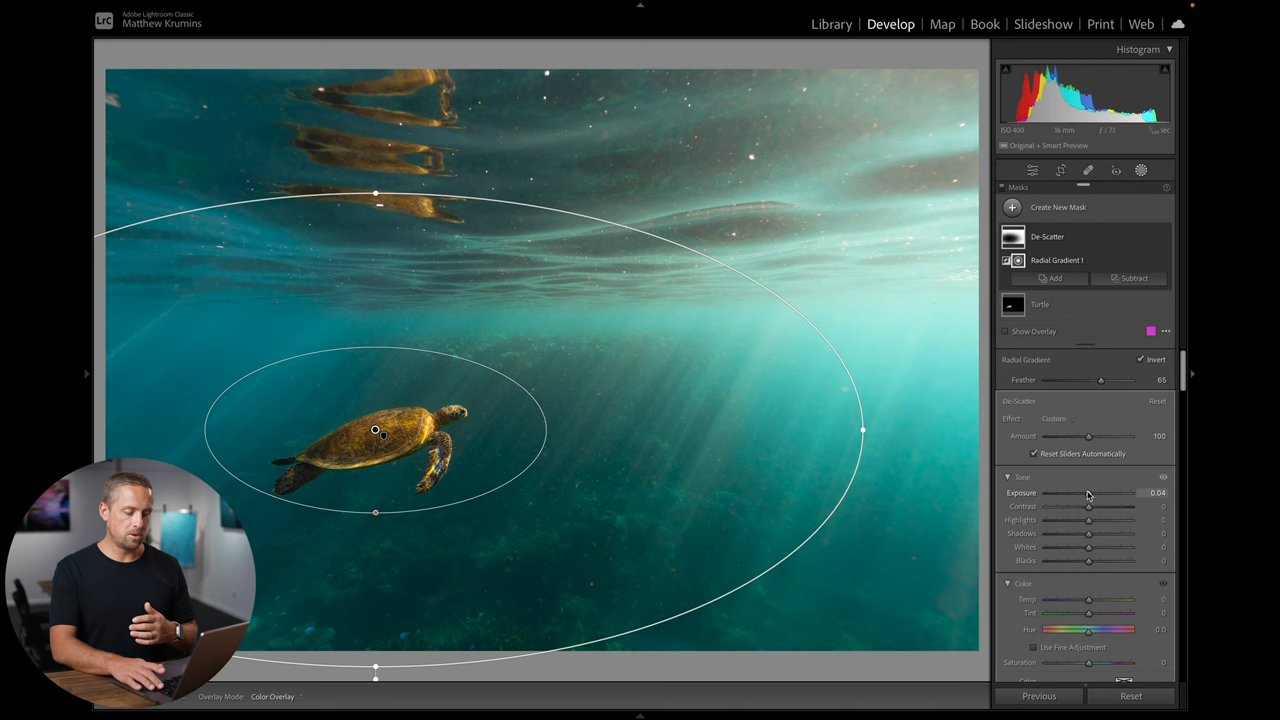 LrC
Adobe Lightroom Classic
Matthew Krumins
Library | Develop | Map | Book | Slideshow | Print | Web
Histogram
ISO 400 16 mm ƒ / 7.1 sec
Original + Smart Preview
Masks
Create New Mask
De-Scatter
Radial Gradient 1
Add Subtract
Turtle
Show Overlay
Radial Gradient Invert
Feather 65
De-Scatter Reset
Effect: Custom
Amount 100
Reset Sliders Automatically
Tone
Exposure 0.04
Contrast 0
Highlights 0
Shadows 0
Whites 0
Blacks 0
Color
Temp 0
Tint 0
Hue 0.0
Use Fine Adjustment
Saturation 0
Overlay Mode: Color Overlay
Previous Reset